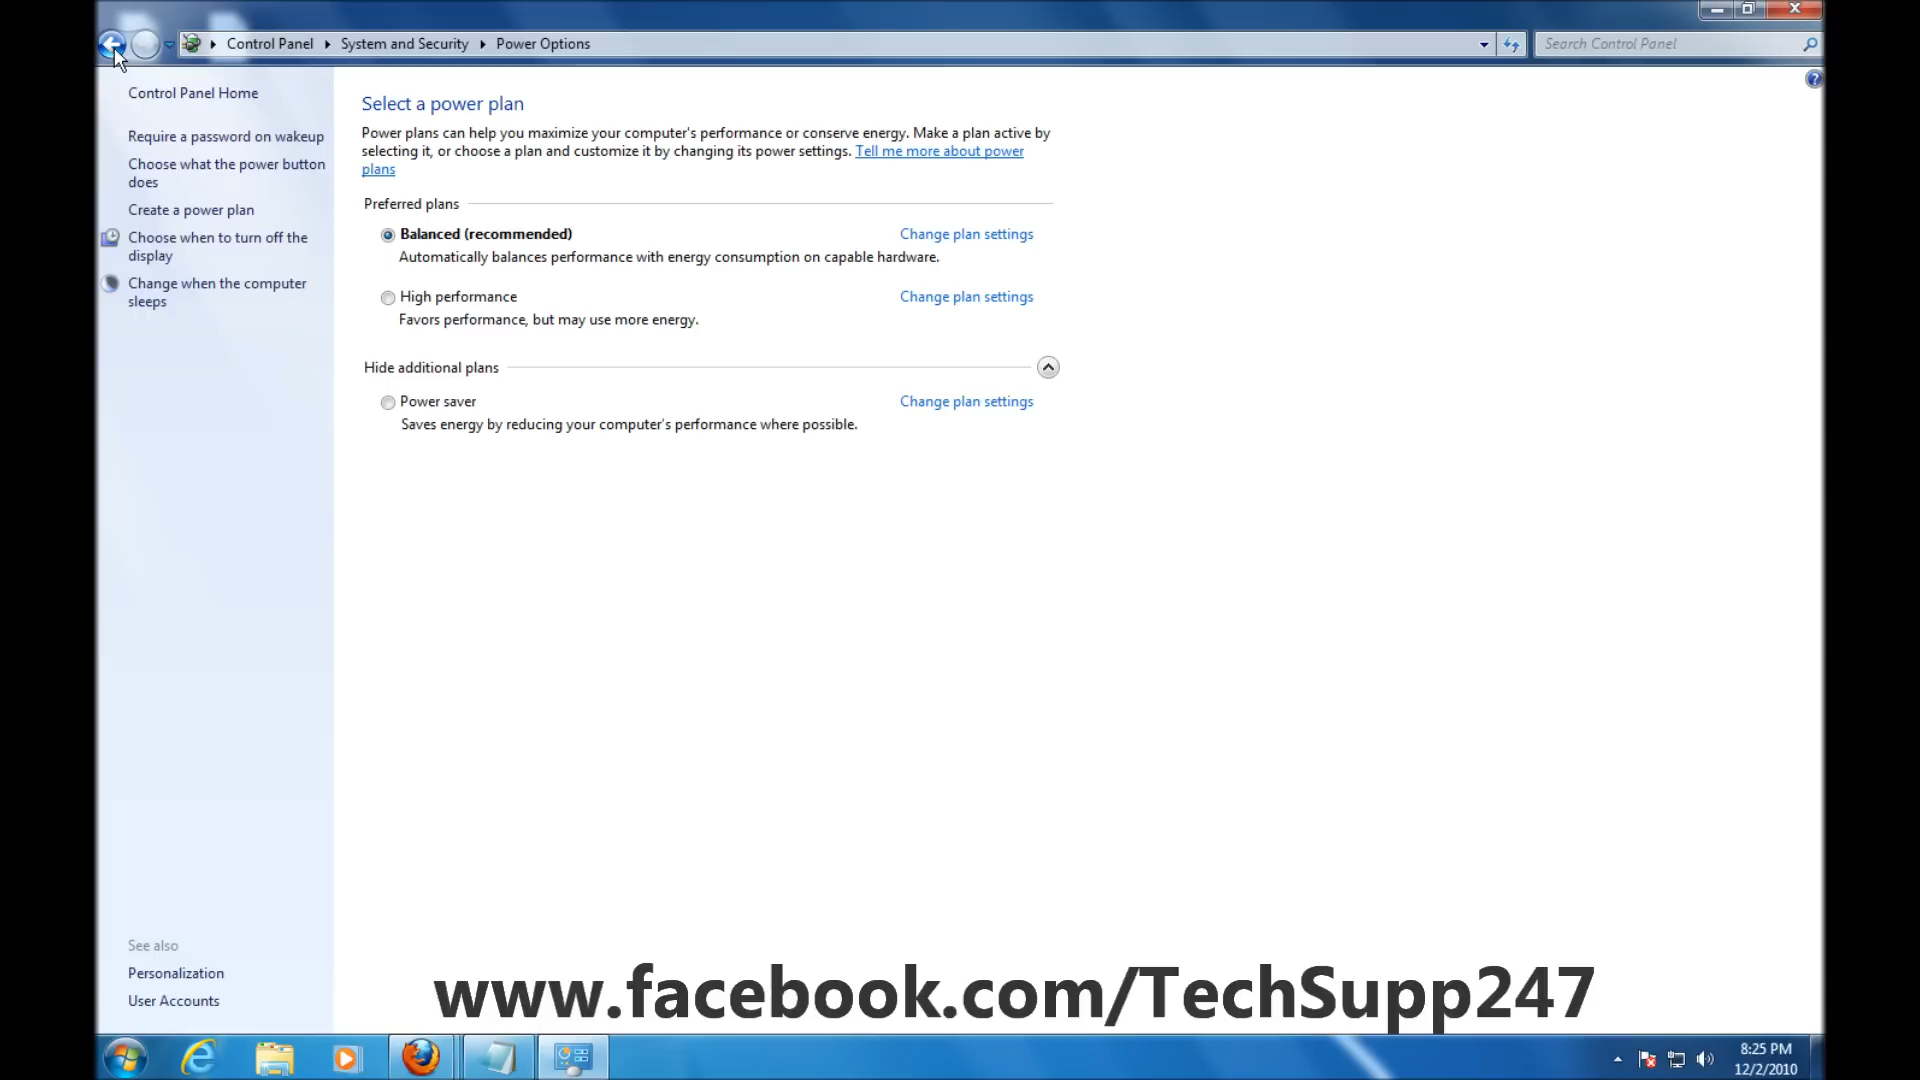 Control Panel
System and Security
Power Options
Search Control Panel
Control Panel Home
Require a password on wakeup
Choose what the power button
does
Create a power plan
Choose when to turn off the
display
Change when the computer
sleeps
Select a power plan
Power plans can help you maximize your computer's performance or conserve energy. Make a plan active by
selecting it, or choose a plan and customize it by changing its power settings. Tell me more about power
plans
Preferred plans
Balanced (recommended) Change plan settings
Automatically balances performance with energy consumption on capable hardware.
High performance Change plan settings
Favors performance, but may use more energy.
Hide additional plans
Power saver Change plan settings
Saves energy by reducing your computer's performance where possible.
See also
Personalization
User Accounts
www.facebook.com/TechSupp247
8:25 PM
12/2/2010